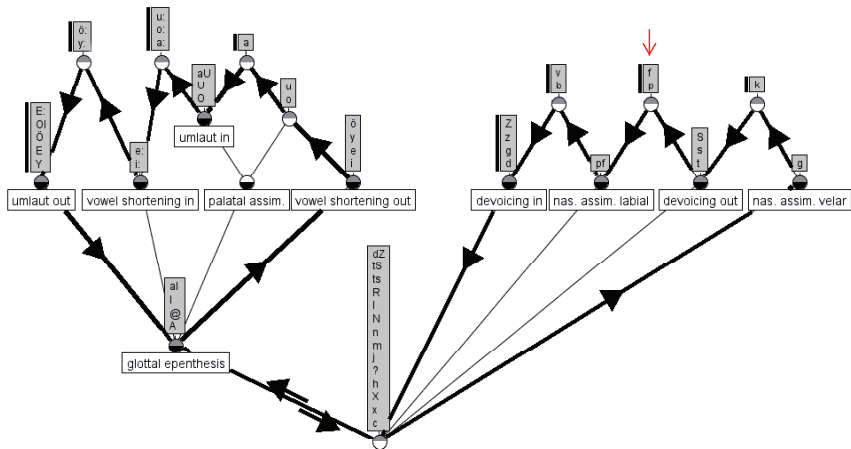 ö:
y:
u:
o:
a:
aU
U
O
a
u
o
E:
OI
Ö
E
Y
e:
i:
ö
y
e
i
umlaut in
umlaut out
vowel shortening in
palatal assim.
vowel shortening out
aI
I
@
A
glottal epenthesis
v
b
f
p
k
Z
z
g
d
pf
S
s
t
g
devoicing in
nas. assim. labial
devoicing out
nas. assim. velar
dZ
tS
ts
R
l
N
n
m
j
?
h
X
x
c